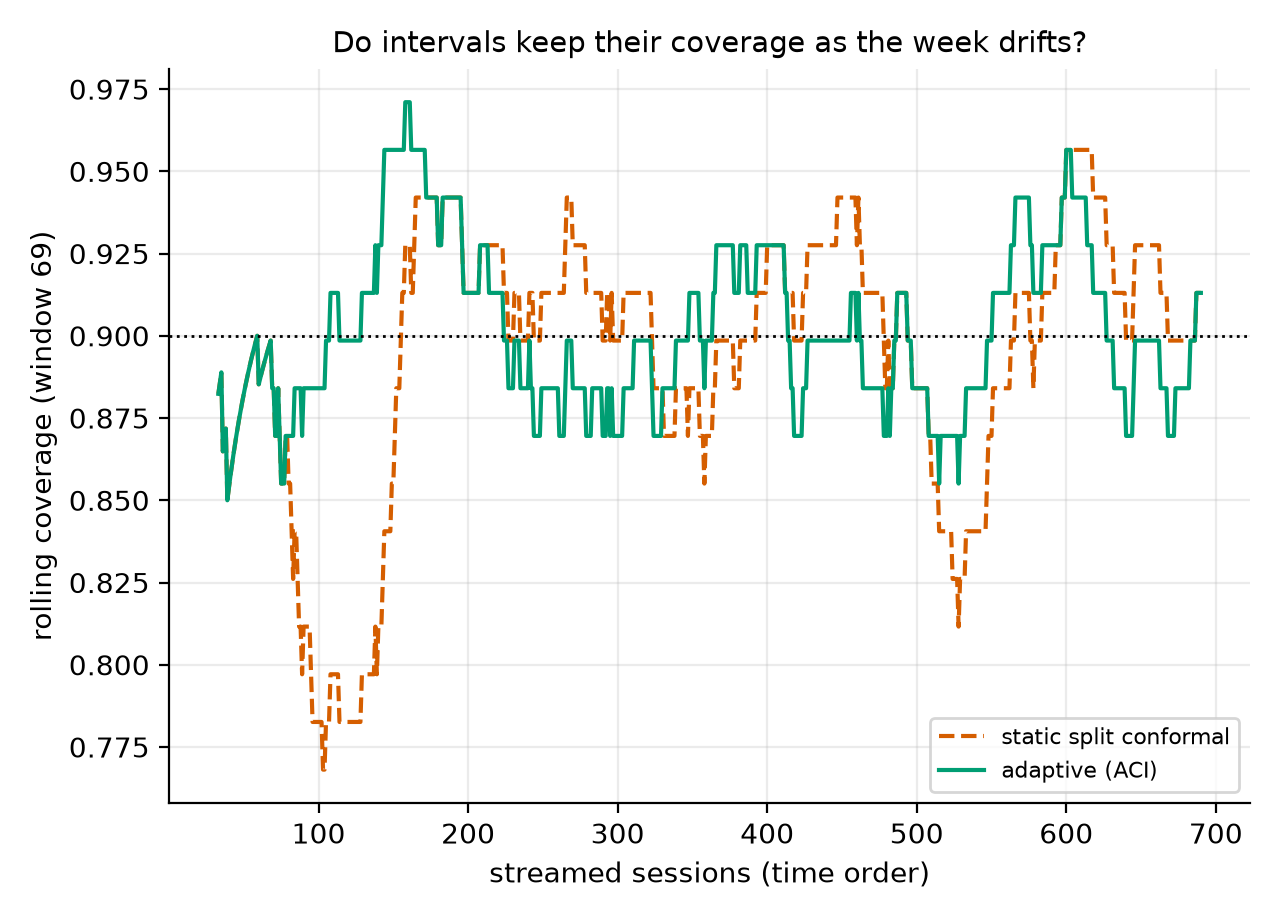 Do intervals keep their coverage as the week drifts?
rolling coverage (window 69)
0.975
0.950
0.925
0.900
0.875
0.850
0.825
0.800
0.775
static split conformal
adaptive (ACI)
100 200 300 400 500 600 700
streamed sessions (time order)